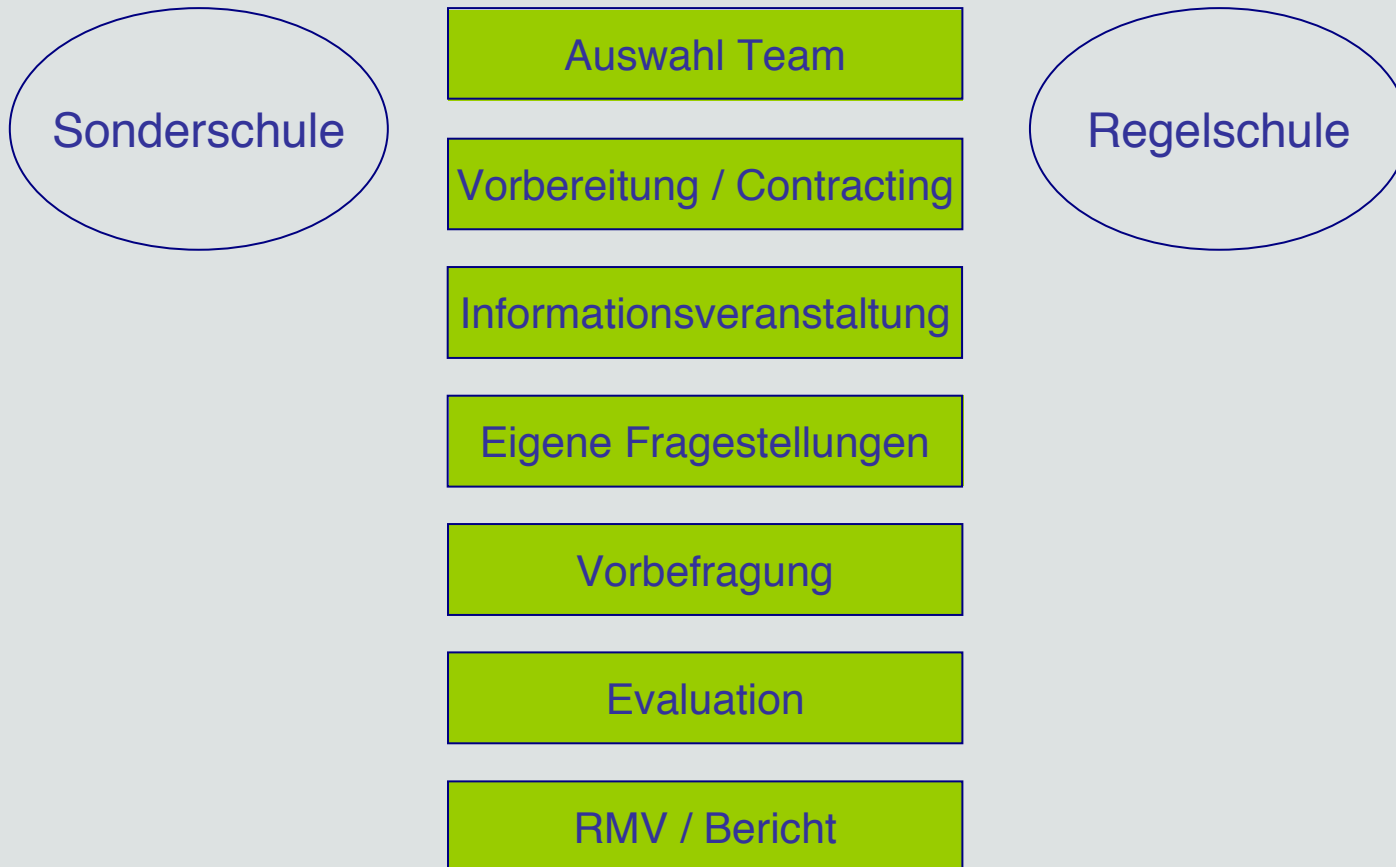 Sonderschule
Auswahl Team
Regelschule
Vorbereitung / Contracting
Informationsveranstaltung
Eigene Fragestellungen
Vorbefragung
Evaluation
RMV / Bericht